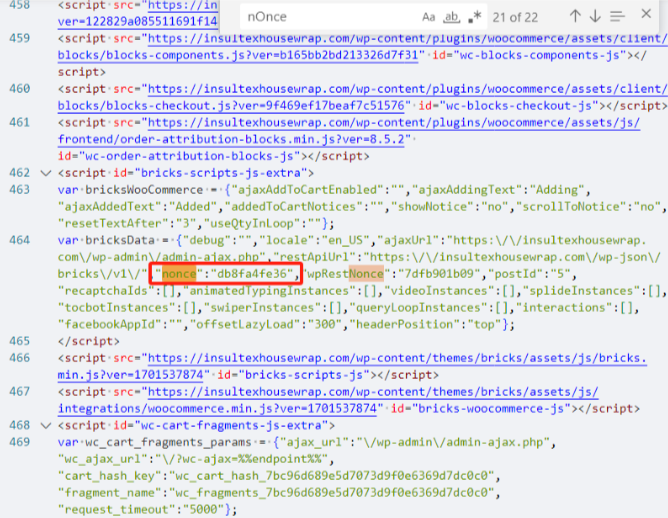 nOnce Aa ab .* 21 of 22
458 <script src="https://in
ver=122829a085511691f14
459 <script src="https://insultexhousewrap.com/wp-content/plugins/woocommerce/assets/client/
blocks/blocks-components.js?ver=b165bb2bd213326d7f31" id="wc-blocks-components-js"></
script>
460 <script src="https://insultexhousewrap.com/wp-content/plugins/woocommerce/assets/client/
blocks/blocks-checkout.js?ver=9f469ef17beaf7c51576" id="wc-blocks-checkout-js"></script>
461 <script src="https://insultexhousewrap.com/wp-content/plugins/woocommerce/assets/js/
frontend/order-attribution-blocks.min.js?ver=8.5.2"
id="wc-order-attribution-blocks-js"></script>
462 <script id="bricks-scripts-js-extra">
463 var bricksWooCommerce = {"ajaxAddToCartEnabled":"","ajaxAddingText":"Adding",
"ajaxAddedText":"Added","addedToCartNotices":"","showNotice":"no","scrollToNotice":"no",
"resetTextAfter":"3","useQtyInLoop":""};
464 var bricksData = {"debug":"","locale":"en_US","ajaxUrl":"https:\/\/insultexhousewrap.
com\/wp-admin\/admin-ajax.php","restApiUrl":"https:\/\/insultexhousewrap.com\/wp-json\/
bricks\/v1\/","nonce":"db8fa4fe36","wpRestNonce":"7dfb901b09","postId":"5",
"recaptchaIds":[],"animatedTypingInstances":[],"videoInstances":[],"splideInstances":[],
"tocbotInstances":[],"swiperInstances":[],"queryLoopInstances":[],"interactions":[],
"facebookAppId":"","offsetLazyLoad":"300","headerPosition":"top"};
465 </script>
466 <script src="https://insultexhousewrap.com/wp-content/themes/bricks/assets/js/bricks.
min.js?ver=1701537874" id="bricks-scripts-js"></script>
467 <script src="https://insultexhousewrap.com/wp-content/themes/bricks/assets/js/
integrations/woocommerce.min.js?ver=1701537874" id="bricks-woocommerce-js"></script>
468 <script id="wc-cart-fragments-js-extra">
469 var wc_cart_fragments_params = {"ajax_url":"\/wp-admin\/admin-ajax.php",
"wc_ajax_url":"\/?wc-ajax=%%endpoint%%",
"cart_hash_key":"wc_cart_hash_7bc96d689e5d7073d9f0e6369d7dc0c0",
"fragment_name":"wc_fragments_7bc96d689e5d7073d9f0e6369d7dc0c0",
"request_timeout":"5000"};